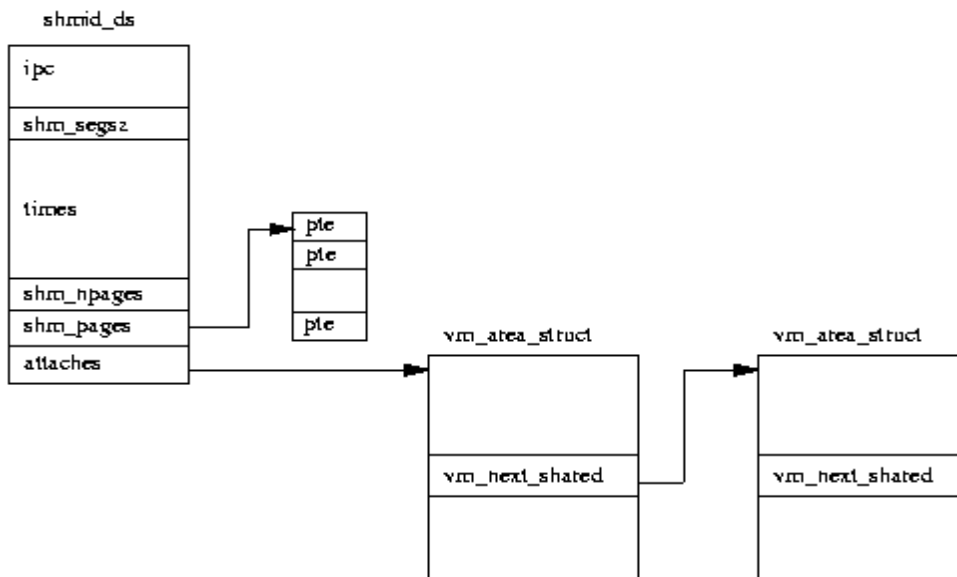 shmid_ds
ipc
shm_segsz
times
shm_npages
shm_pages
attaches
pte
pte
pte
vm_area_struct
vm_next_shared
vm_area_struct
vm_next_shared